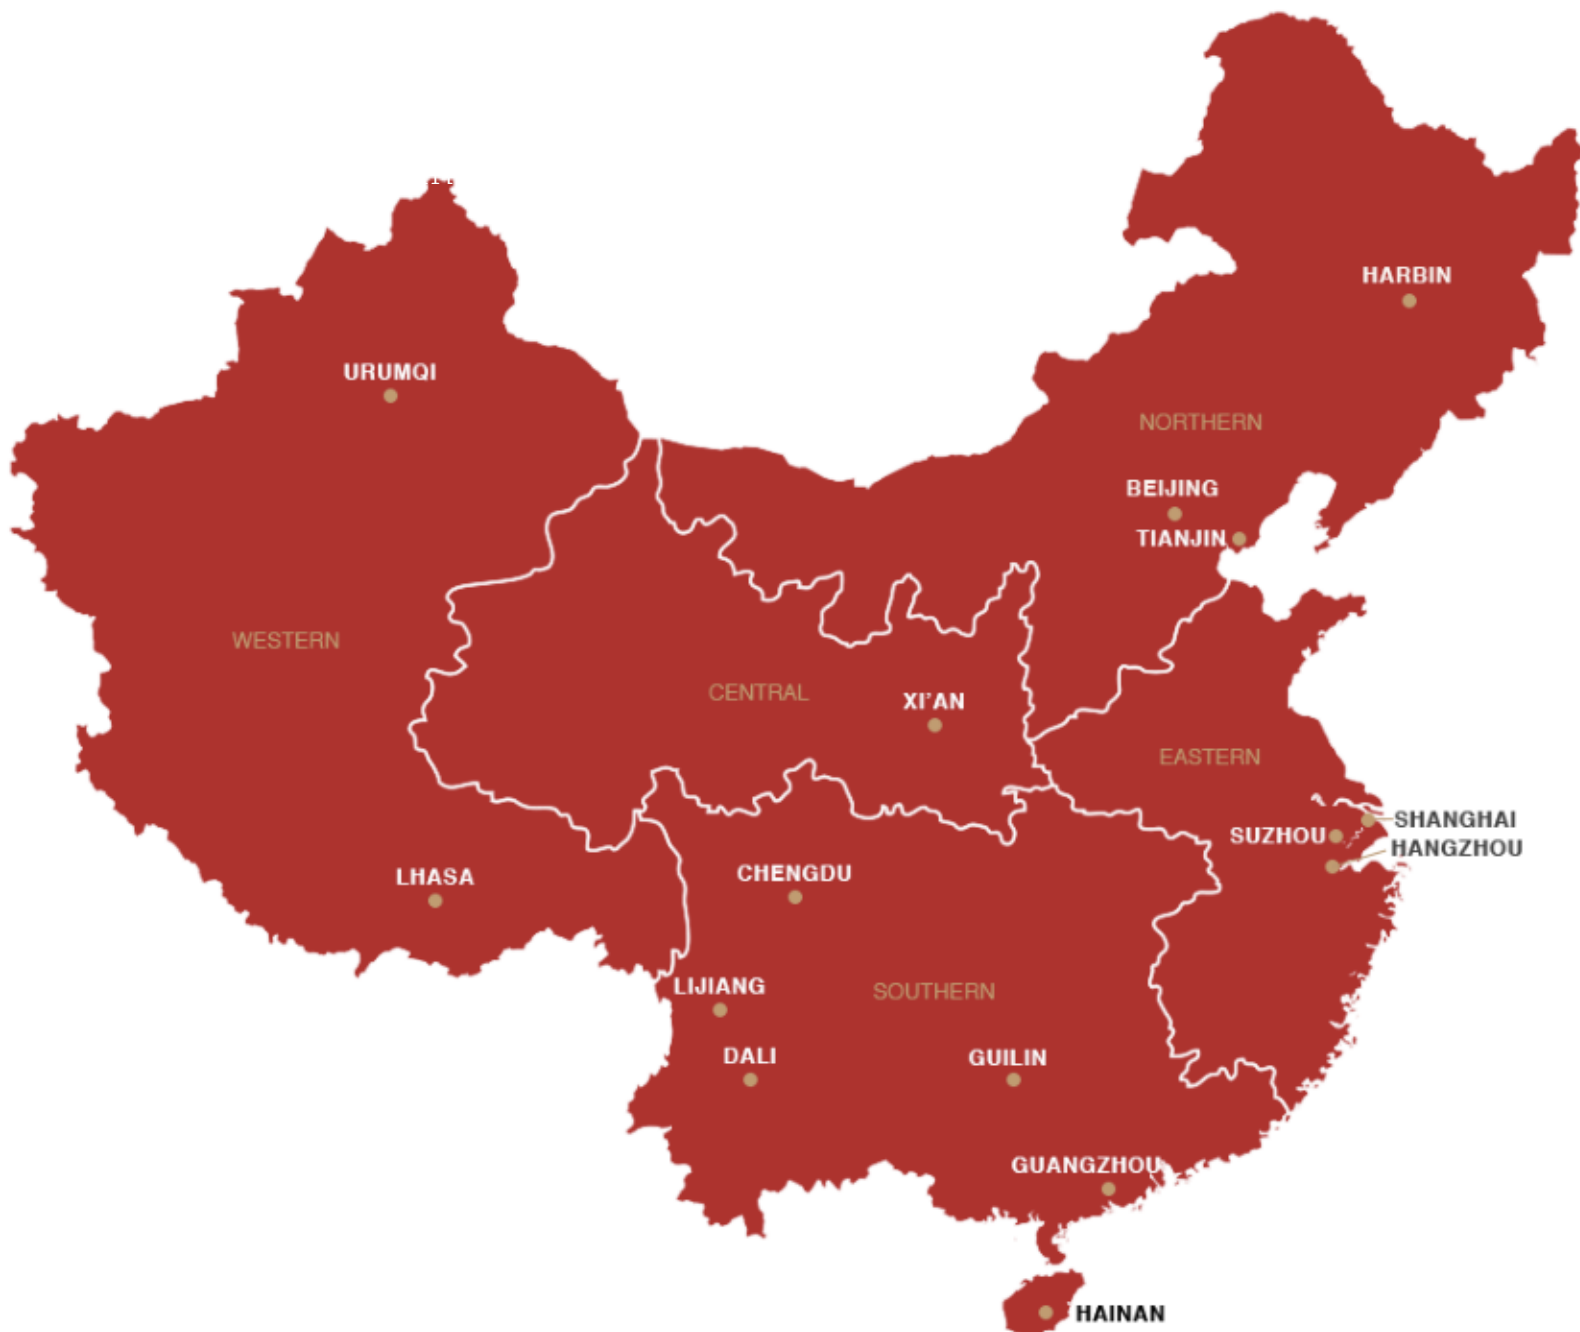 HARBIN
URUMQI
NORTHERN
BEIJING
TIANJIN
WESTERN
CENTRAL
XI'AN
EASTERN
SHANGHAI
SUZHOU
HANGZHOU
LHASA
CHENGDU
LIJIANG
SOUTHERN
DALI
GUILIN
GUANGZHOU
HAINAN